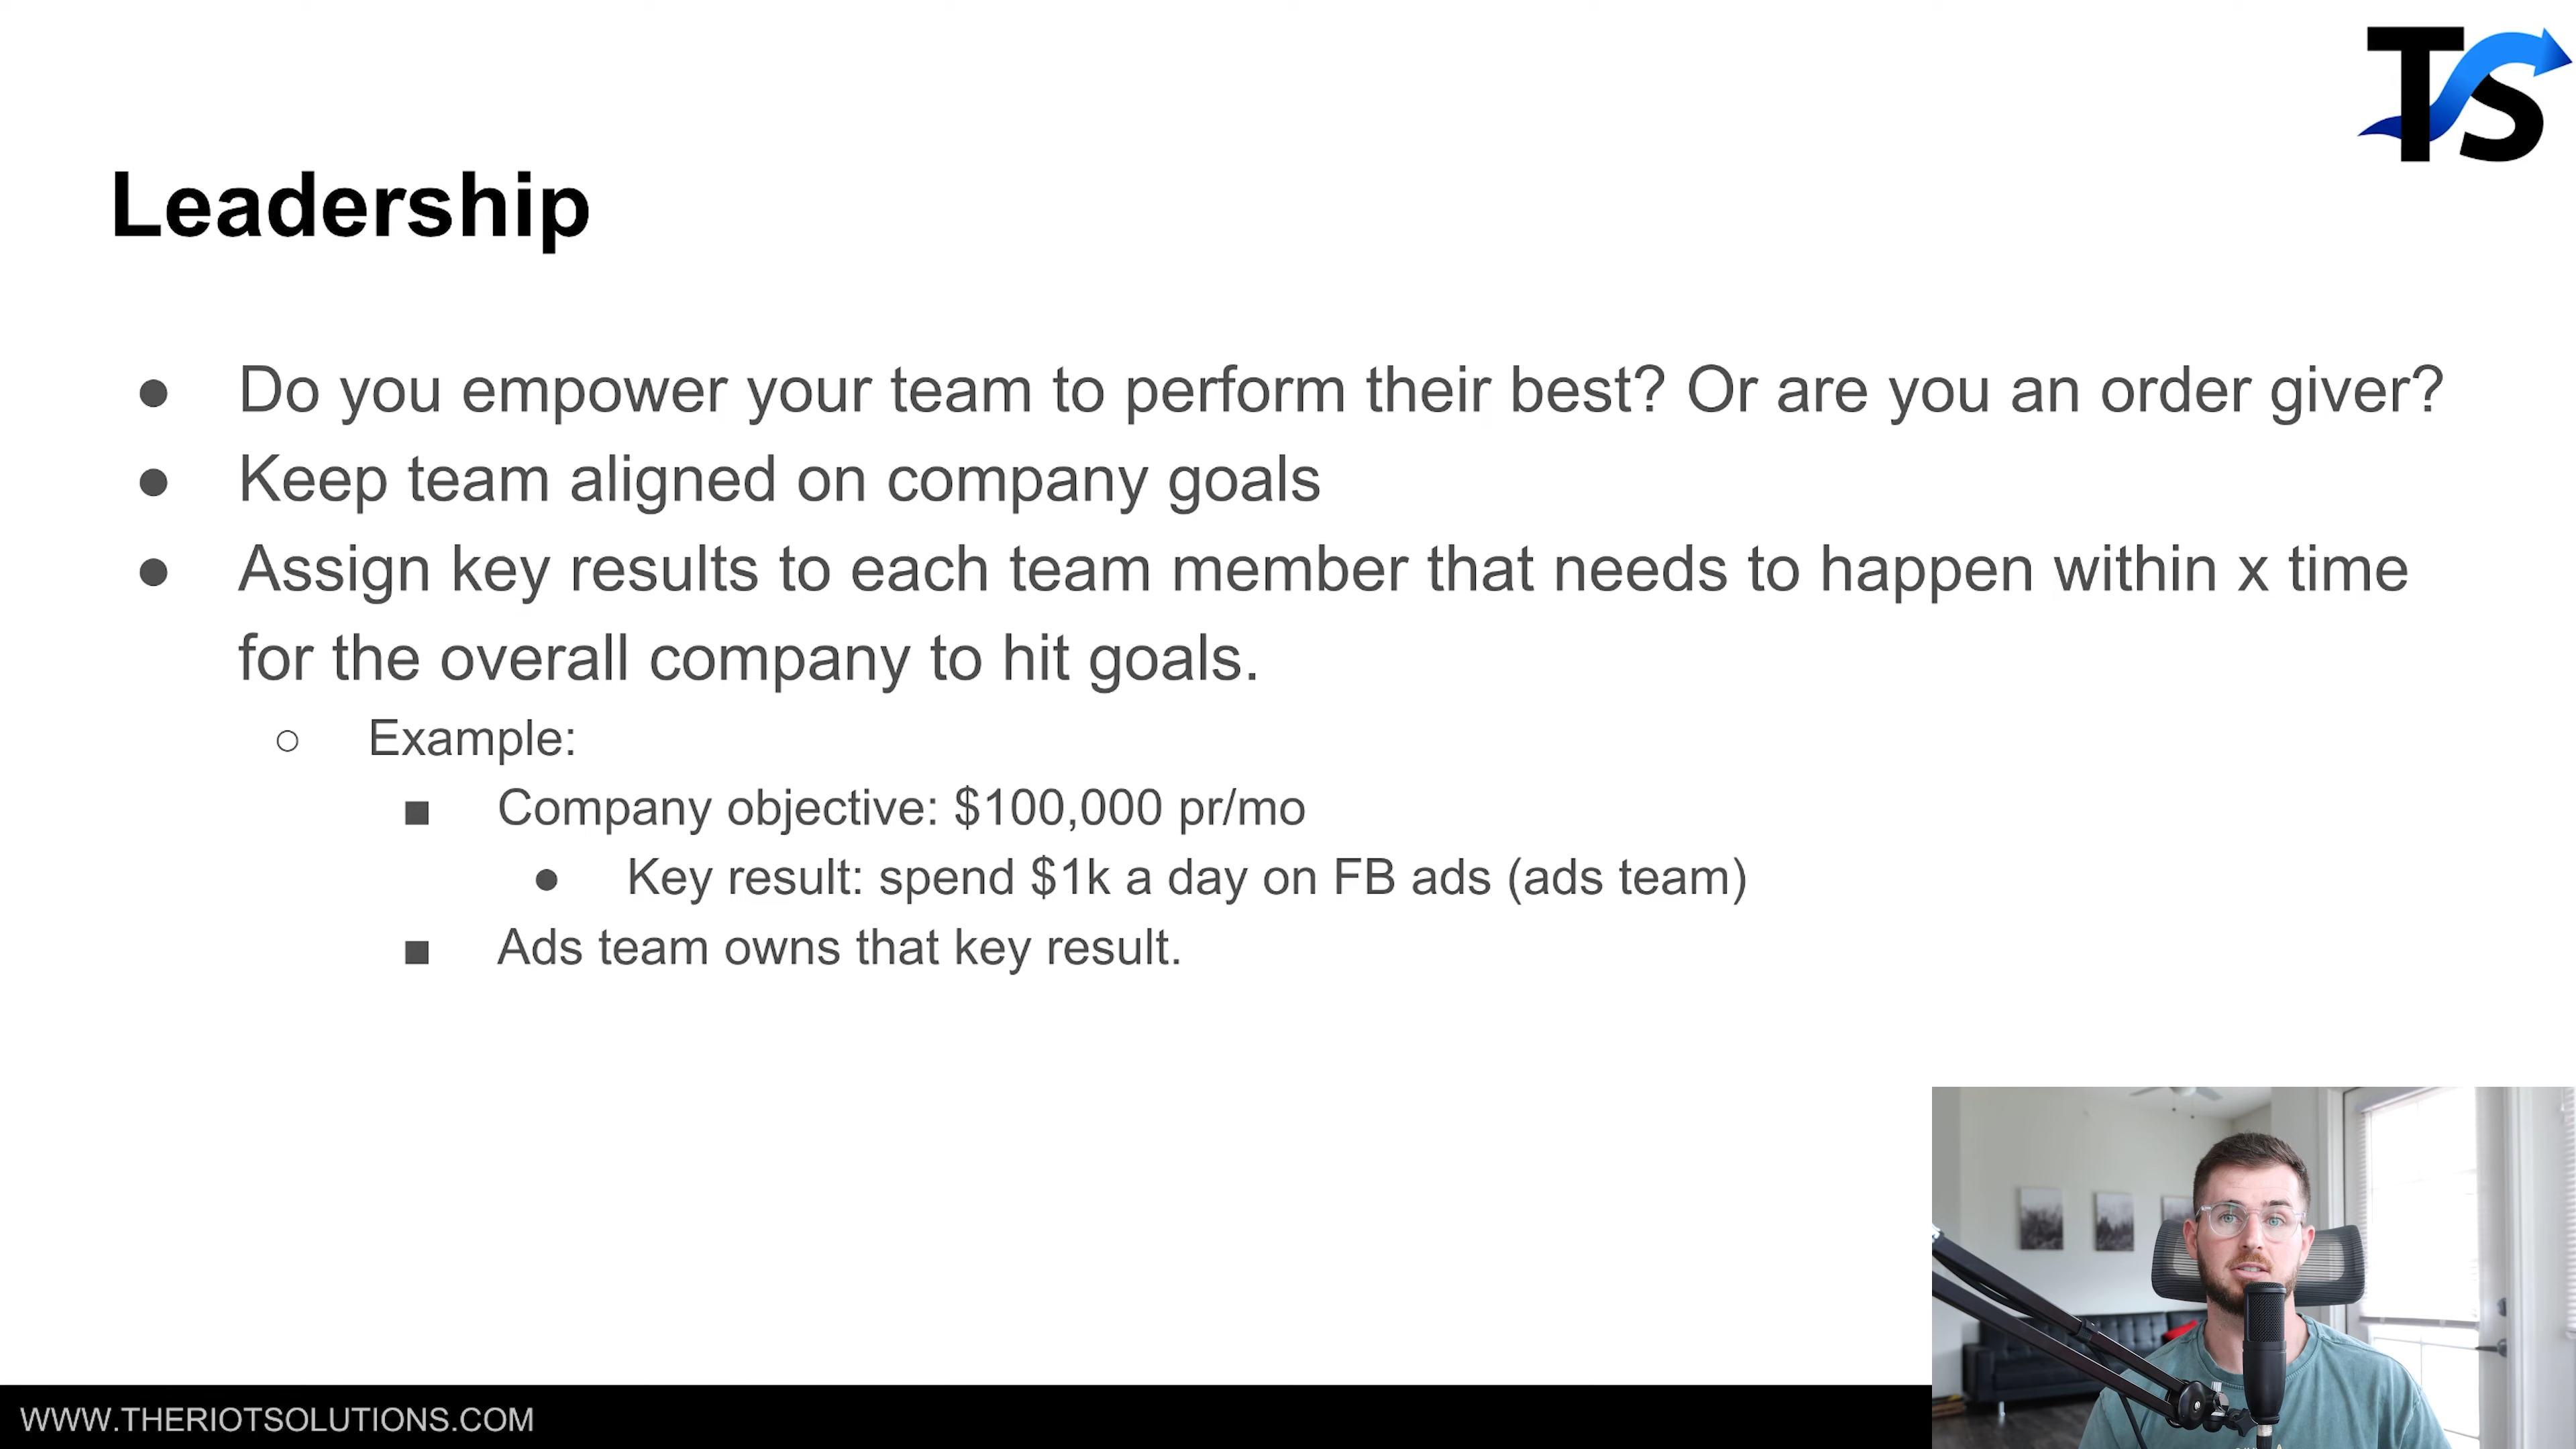 TS
Leadership
● Do you empower your team to perform their best? Or are you an order giver?
● Keep team aligned on company goals
● Assign key results to each team member that needs to happen within x time
for the overall company to hit goals.
○ Example:
■ Company objective: $100,000 pr/mo
● Key result: spend $1k a day on FB ads (ads team)
■ Ads team owns that key result.
WWW.THERIOTSOLUTIONS.COM